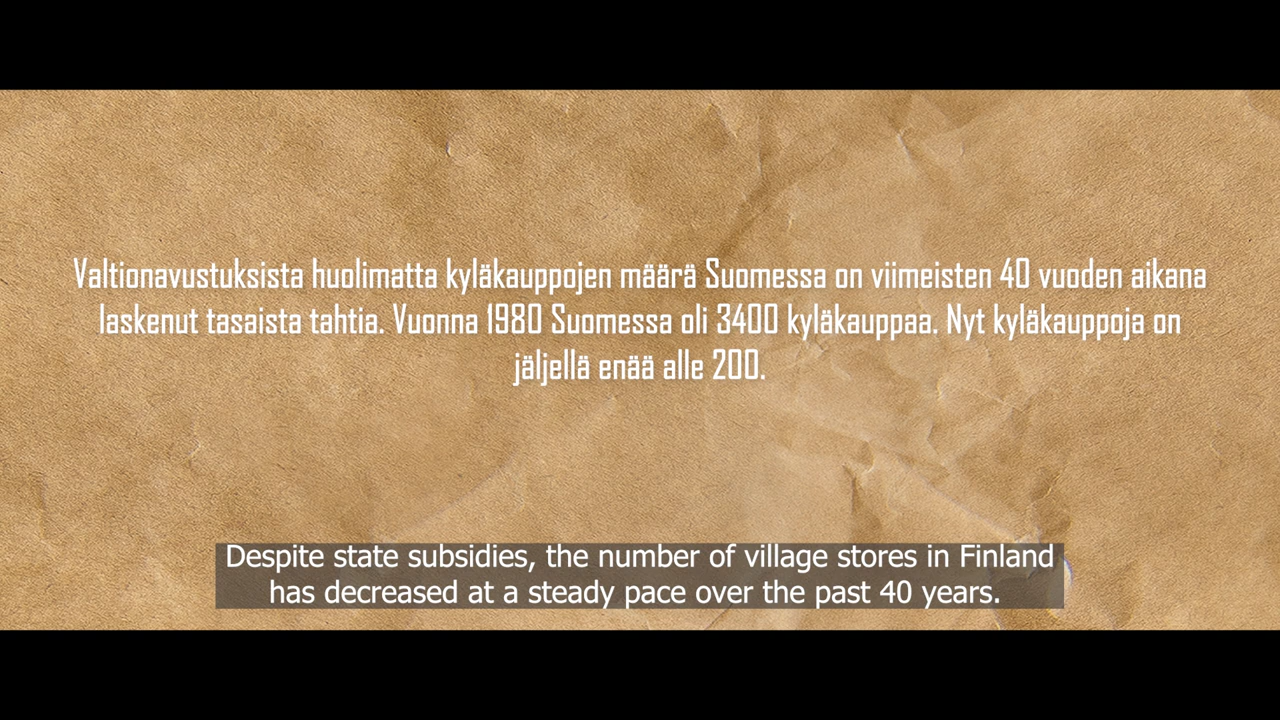 Valtionavustuksista huolimatta kyläkauppojen määrä Suomessa on viimeisten 40 vuoden aikana
laskenut tasaista tahtia. Vuonna 1980 Suomessa oli 3400 kyläkauppaa. Nyt kyläkauppoja on
jäljellä enää alle 200.
Despite state subsidies, the number of village stores in Finland
has decreased at a steady pace over the past 40 years.